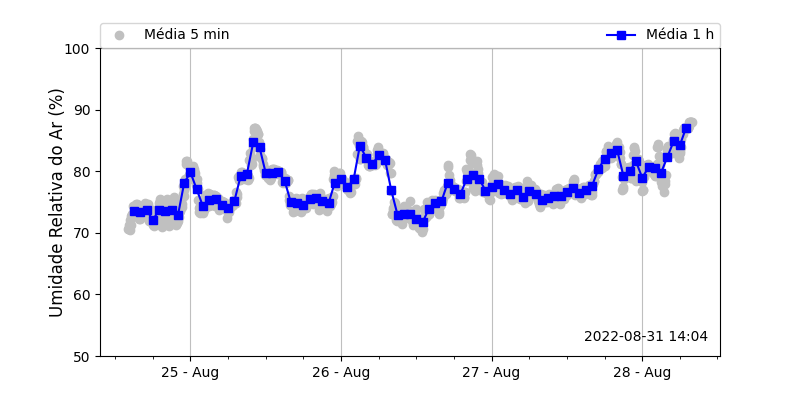 Média 5 min
Média 1 h
Umidade Relativa do Ar (%)
100
90
80
70
60
50
2022-08-31 14:04
25 - Aug
26 - Aug
27 - Aug
28 - Aug